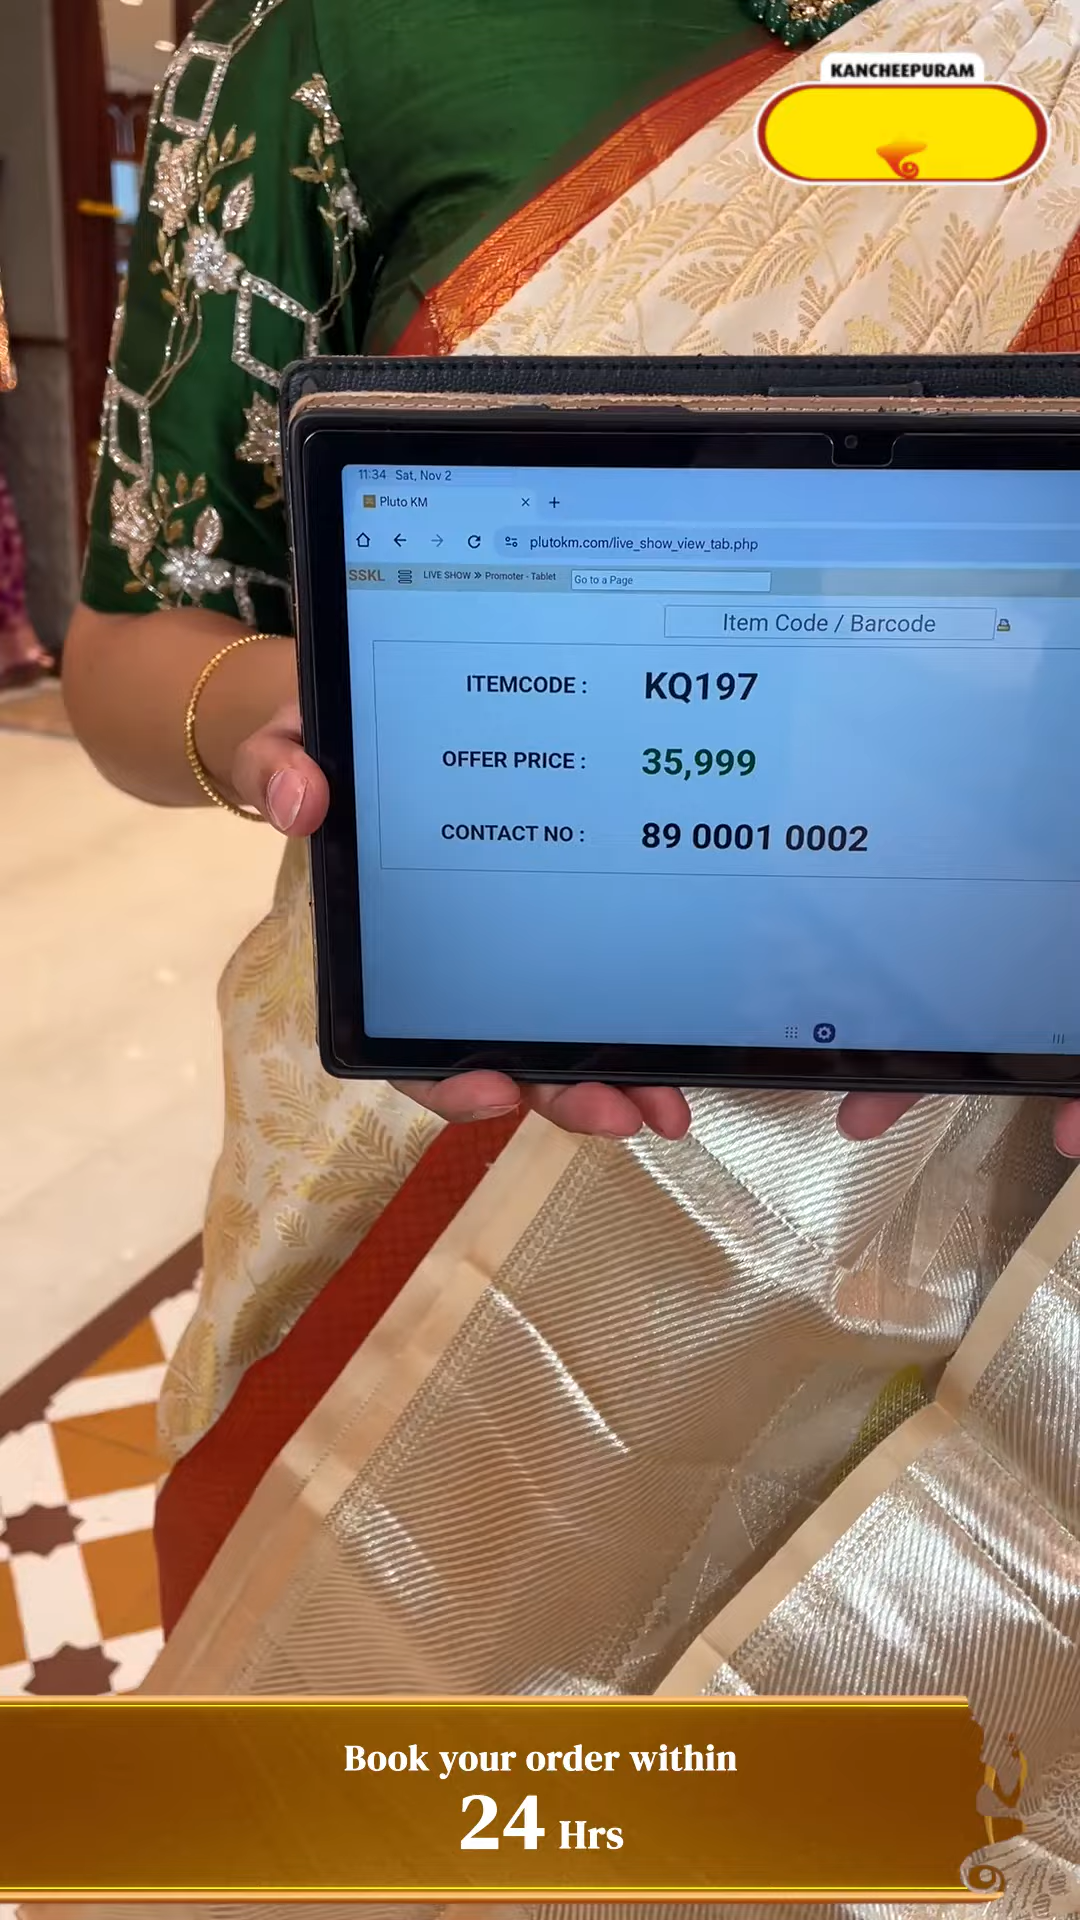 KANCHEEPURAM
11:34 Sat, Nov 2
Pluto KM
plutokm.com/live_show_view_tab.php
SSKL LIVE SHOW >> Promoter - Tablet Go to a Page
Item Code / Barcode
ITEMCODE : KQ197
OFFER PRICE : 35,999
CONTACT NO : 89 0001 0002
Book your order within
24 Hrs